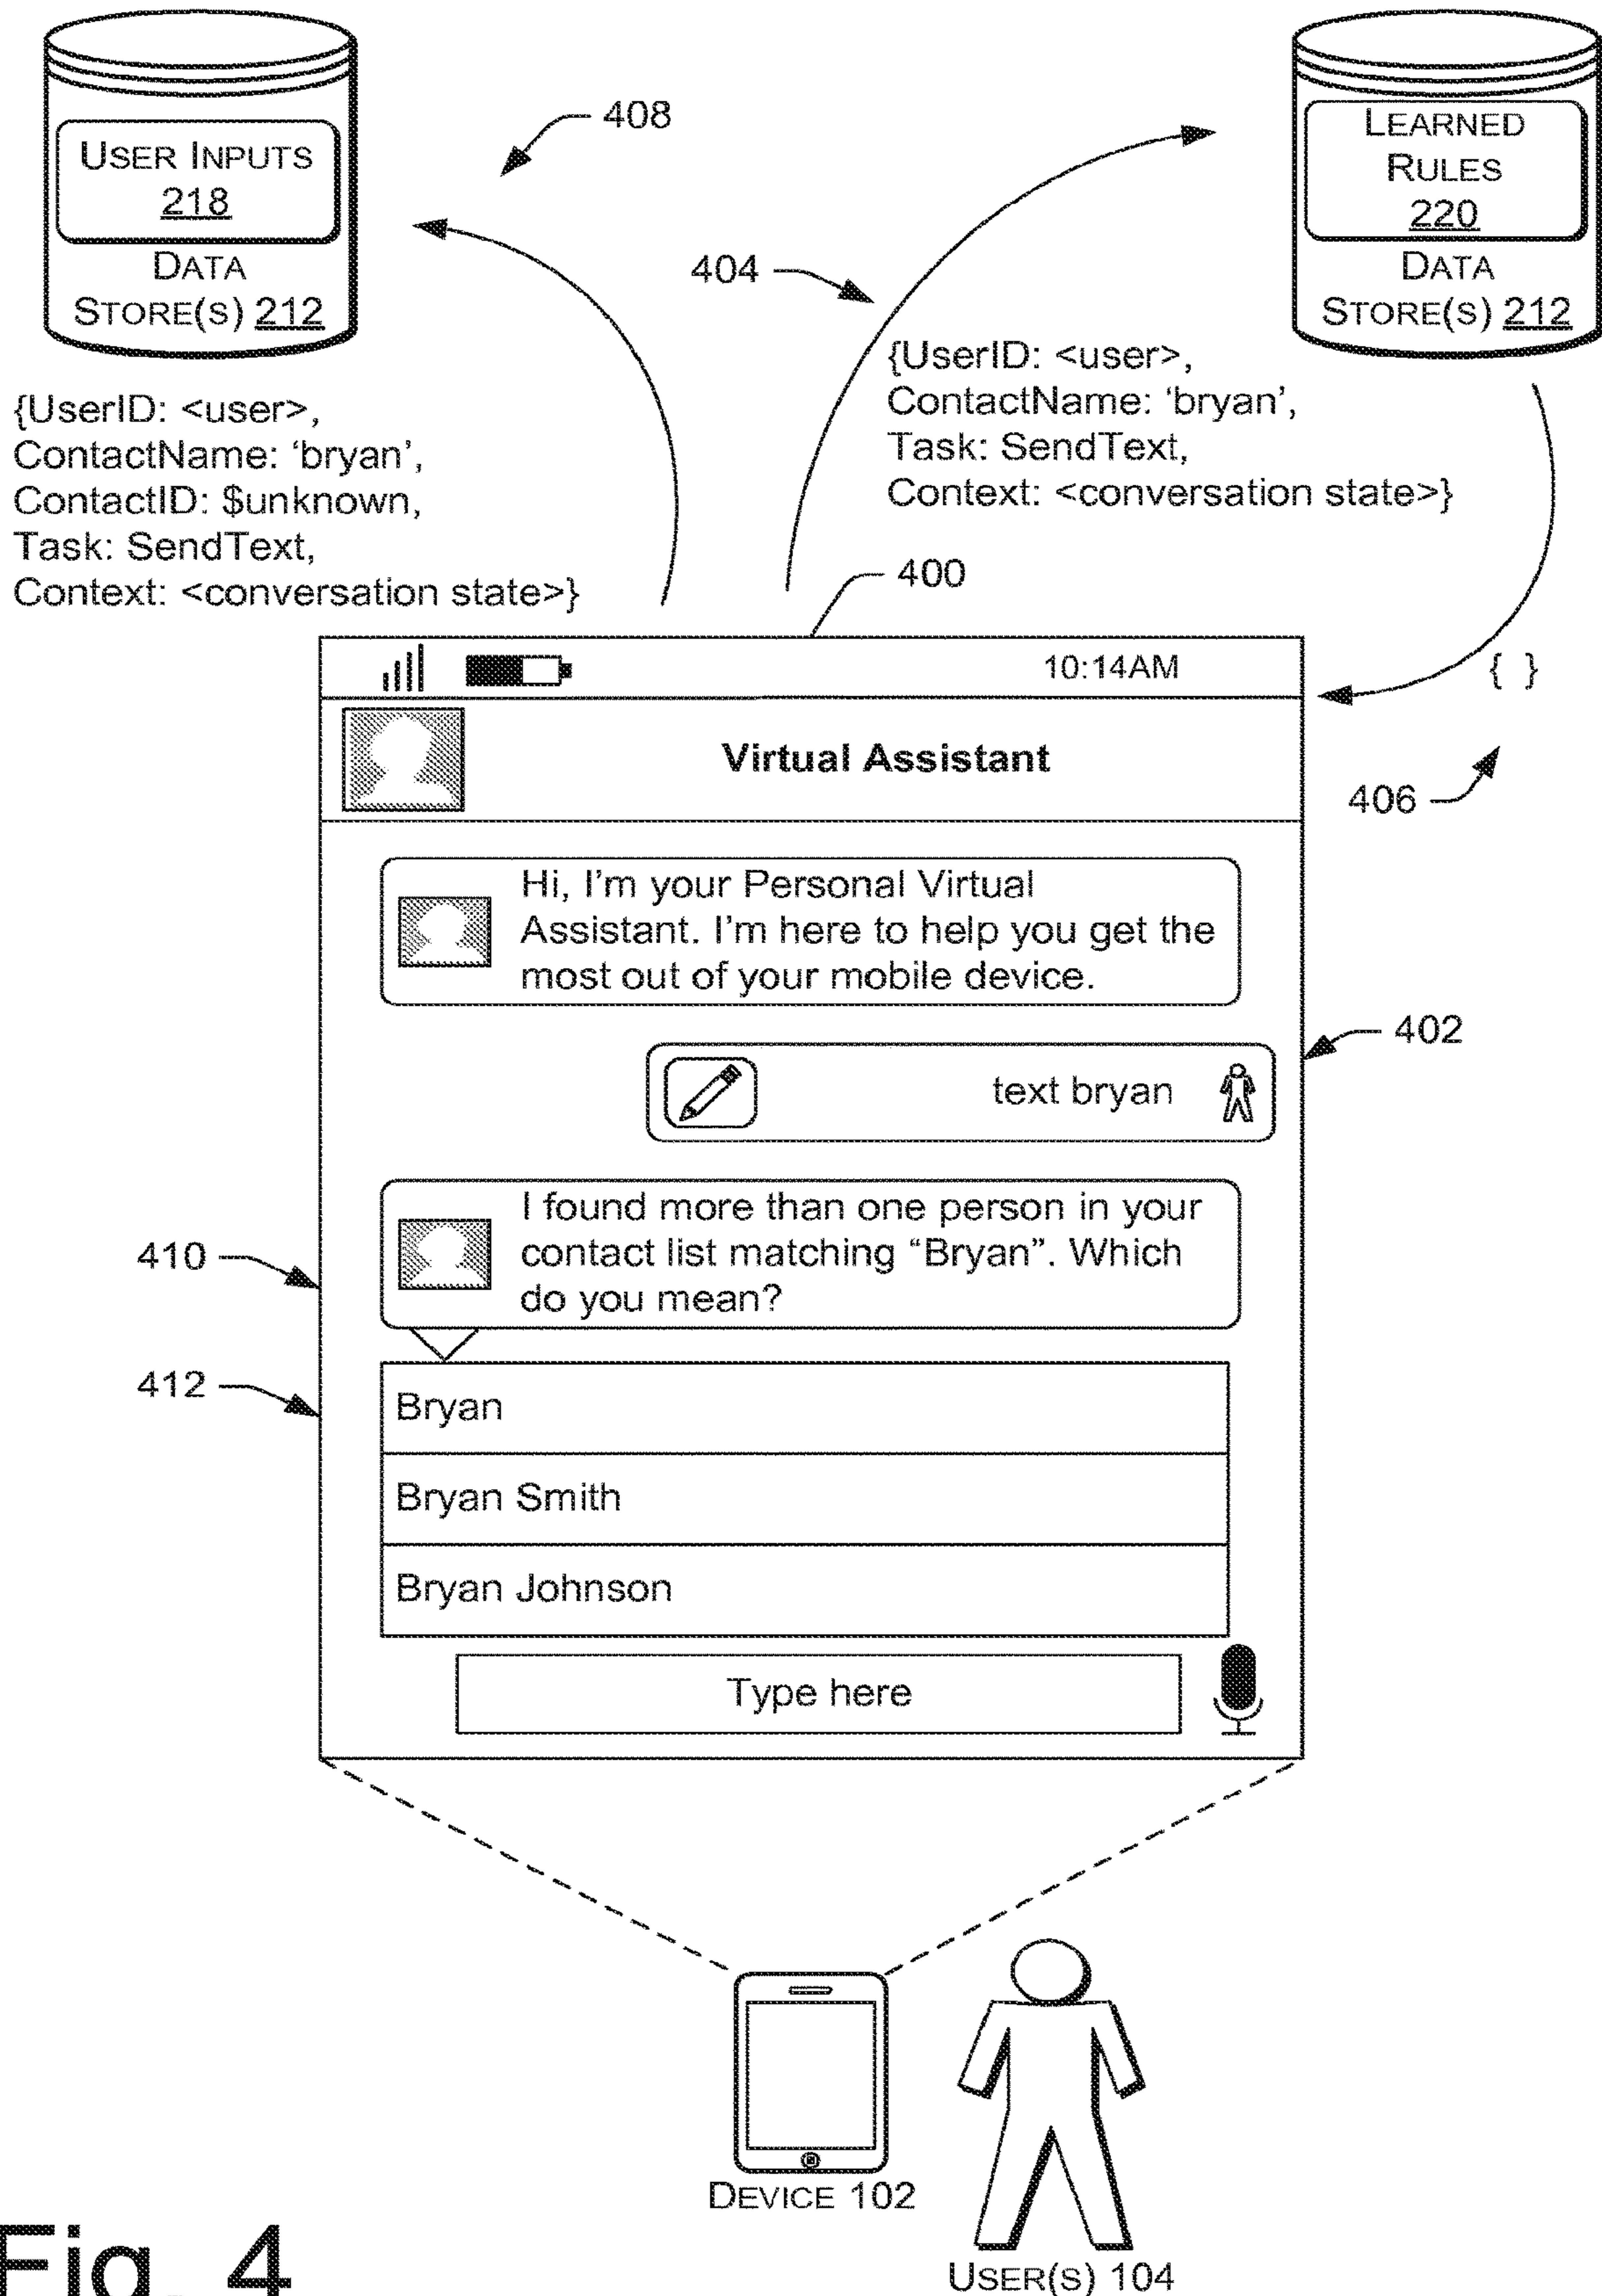 408
USER INPUTS
218
DATA
STORE(S) 212
LEARNED
RULES
220
DATA
STORE(S) 212
404
{UserID: <user>,
ContactName: 'bryan',
Task: SendText,
Context: <conversation state>}
{UserID: <user>,
ContactName: 'bryan',
ContactID: $unknown,
Task: SendText,
Context: <conversation state>}
400
{ }
406
10:14AM
Virtual Assistant
Hi, I'm your Personal Virtual
Assistant. I'm here to help you get the
most out of your mobile device.
402
text bryan
410
I found more than one person in your
contact list matching “Bryan”. Which
do you mean?
412
Bryan
Bryan Smith
Bryan Johnson
Type here
DEVICE 102
USER(S) 104
Fig. 4